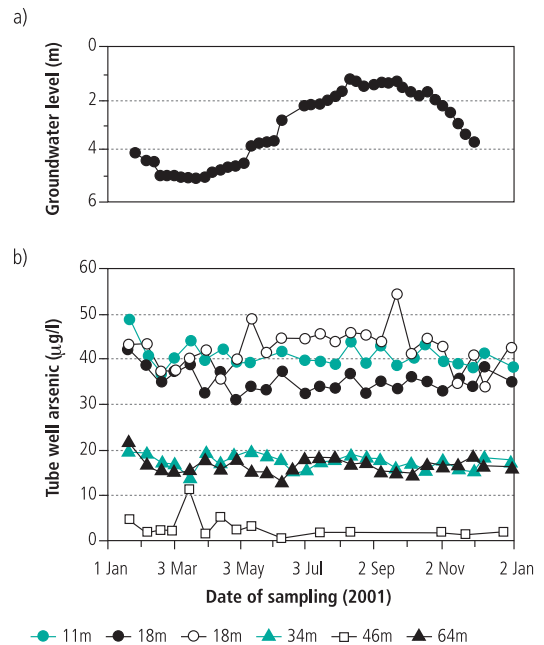 a)
Groundwater level (m)
0
2
4
6
b)
Tube well arsenic (µg/l)
60
50
40
30
20
10
0
1 Jan 3 Mar 3 May 3 Jul 2 Sep 2 Nov 2 Jan
Date of sampling (2001)
11m 18m 18m 34m 46m 64m